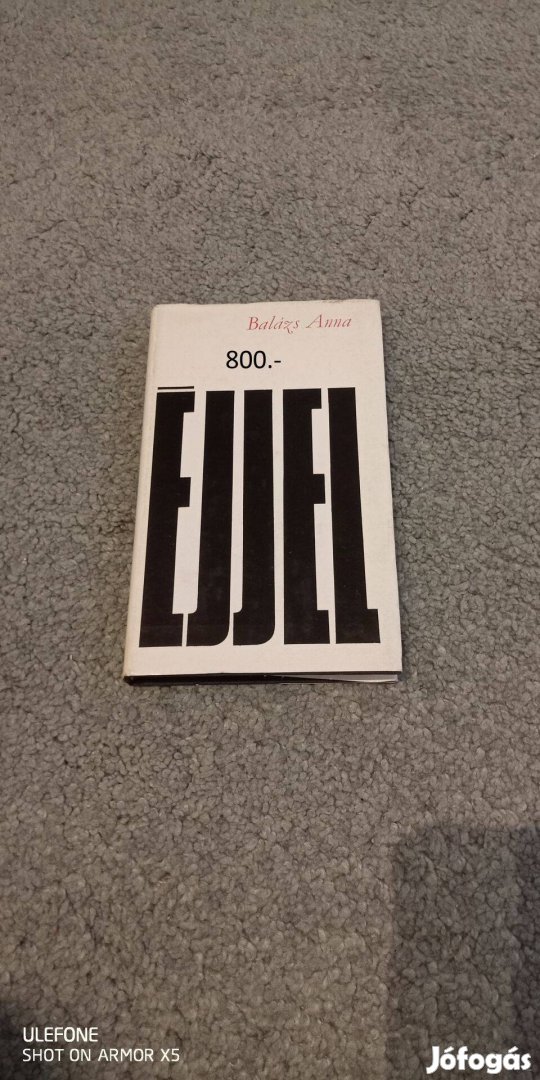 Balázs Anna
800.-
ÉJJEL
ULEFONE
SHOT ON ARMOR X5
Jófogás